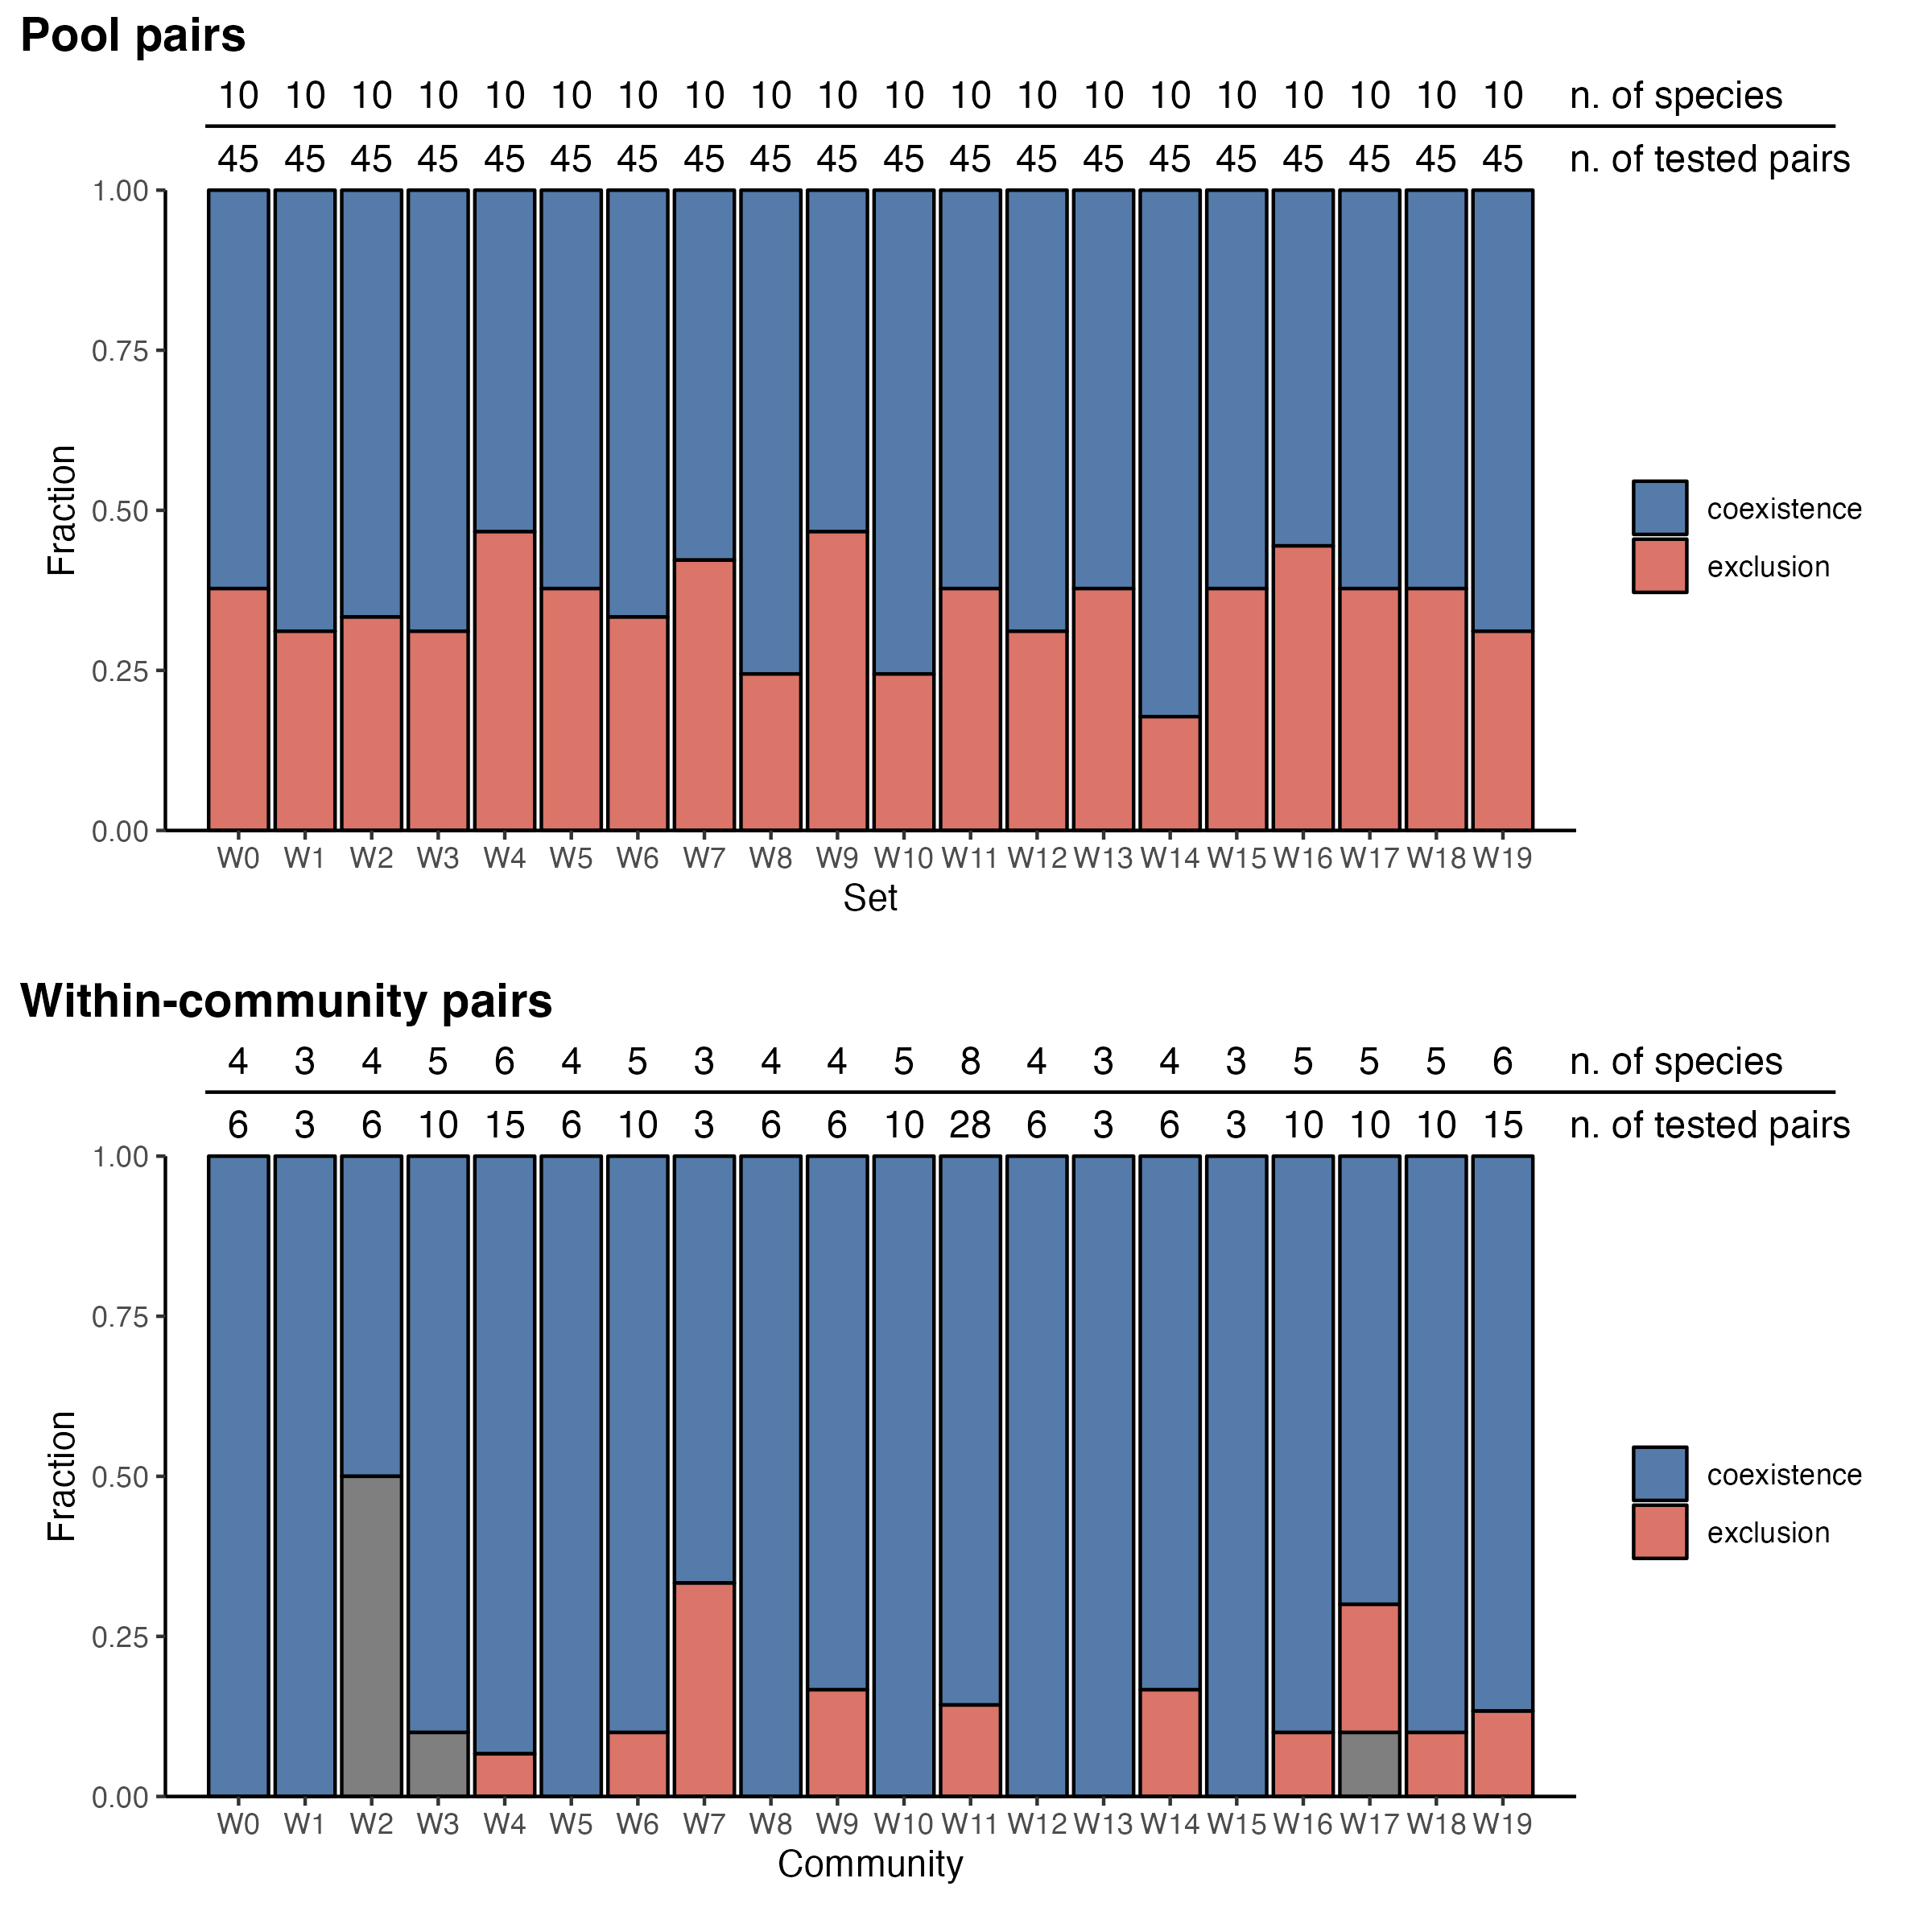 Pool pairs
10 10 10 10 10 10 10 10 10 10 10 10 10 10 10 10 10 10 10 10 n. of species
45 45 45 45 45 45 45 45 45 45 45 45 45 45 45 45 45 45 45 45 n. of tested pairs
1.00
0.75
0.50
0.25
0.00
Fraction
coexistence
exclusion
W0 W1 W2 W3 W4 W5 W6 W7 W8 W9 W10 W11 W12 W13 W14 W15 W16 W17 W18 W19
Set
Within-community pairs
4 3 4 5 6 4 5 3 4 4 5 8 4 3 4 3 5 5 5 6 n. of species
6 3 6 10 15 6 10 3 6 6 10 28 6 3 6 3 10 10 10 15 n. of tested pairs
1.00
0.75
0.50
0.25
0.00
Fraction
coexistence
exclusion
W0 W1 W2 W3 W4 W5 W6 W7 W8 W9 W10 W11 W12 W13 W14 W15 W16 W17 W18 W19
Community